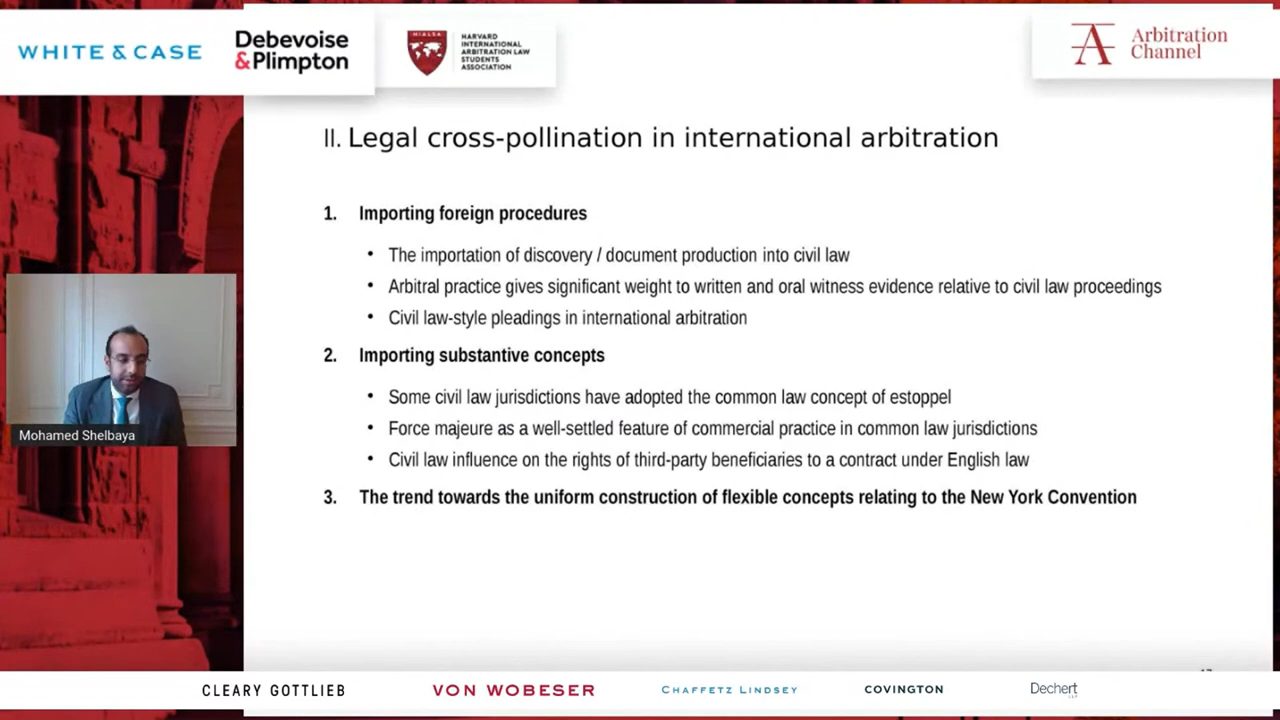 WHITE & CASE
Debevoise
&Plimpton
HIALSA
HARVARD
INTERNATIONAL
ARBITRATION LAW
STUDENTS
ASSOCIATION
Arbitration
Channel
II. Legal cross-pollination in international arbitration
1. Importing foreign procedures
• The importation of discovery / document production into civil law
• Arbitral practice gives significant weight to written and oral witness evidence relative to civil law proceedings
• Civil law-style pleadings in international arbitration
2. Importing substantive concepts
• Some civil law jurisdictions have adopted the common law concept of estoppel
• Force majeure as a well-settled feature of commercial practice in common law jurisdictions
• Civil law influence on the rights of third-party beneficiaries to a contract under English law
3. The trend towards the uniform construction of flexible concepts relating to the New York Convention
Mohamed Shelbaya
CLEARY GOTTLIEB
VON WOBESER
CHAFFETZ LINDSEY
COVINGTON
Dechert
LLP